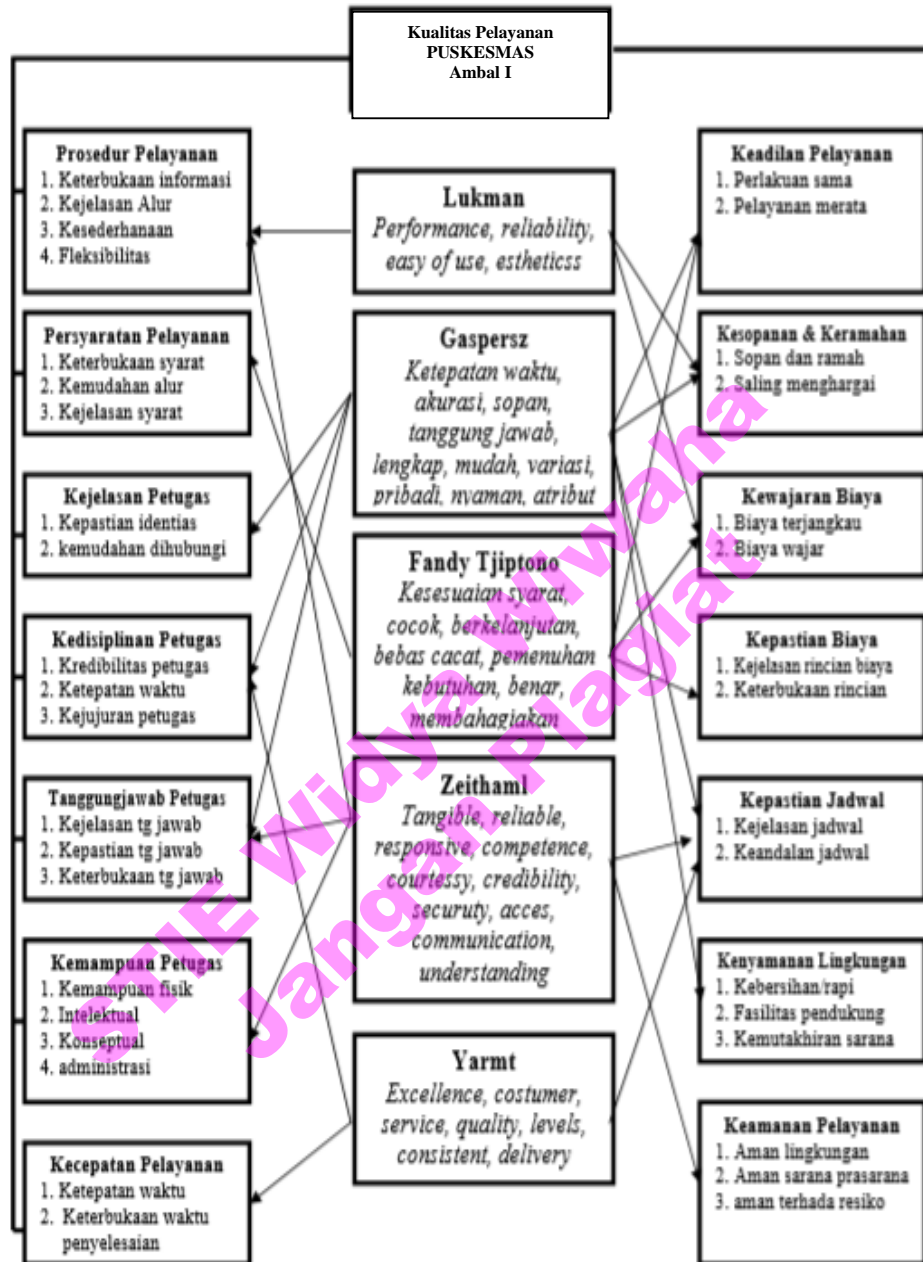 Kualitas Pelayanan
PUSKESMAS
Ambal I
Prosedur Pelayanan
1. Keterbukaan informasi
2. Kejelasan Alur
3. Kesederhanaan
4. Fleksibilitas
Persyaratan Pelayanan
1. Keterbukaan syarat
2. Kemudahan alur
3. Kejelasan syarat
Kejelasan Petugas
1. Kepastian identias
2. kemudahan dihubungi
Kedisiplinan Petugas
1. Kredibilitas petugas
2. Ketepatan waktu
3. Kejujuran petugas
Tanggungjawab Petugas
1. Kejelasan tg jawab
2. Kepastian tg jawab
3. Keterbukaan tg jawab
Kemampuan Petugas
1. Kemampuan fisik
2. Intelektual
3. Konseptual
4. administrasi
Kecepatan Pelayanan
1. Ketepatan waktu
2. Keterbukaan waktu
penyelesaian
Lukman
Performance, reliability,
easy of use, estheticss
Gaspersz
Ketepatan waktu,
akurasi, sopan,
tanggung jawab,
lengkap, mudah, variasi,
pribadi, nyaman, atribut
Fandy Tjiptono
Kesesuaian syarat,
cocok, berkelanjutan,
bebas cacat, pemenuhan
kebutuhan, benar,
membahagiakan
Zeithaml
Tangible, reliable,
responsive, competence,
courtessy, credibility,
securuty, acces,
communication,
understanding
Yarmt
Excellence, costumer,
service, quality, levels,
consistent, delivery
Keadilan Pelayanan
1. Perlakuan sama
2. Pelayanan merata
Kesopanan & Keramahan
1. Sopan dan ramah
2. Saling menghargai
Kewajaran Biaya
1. Biaya terjangkau
2. Biaya wajar
Kepastian Biaya
1. Kejelasan rincian biaya
2. Keterbukaan rincian
Kepastian Jadwal
1. Kejelasan jadwal
2. Keandalan jadwal
Kenyamanan Lingkungan
1. Kebersihan/rapi
2. Fasilitas pendukung
3. Kemutakhiran sarana
Keamanan Pelayanan
1. Aman lingkungan
2. Aman sarana prasarana
3. aman terhada resiko
STIE Widya Wiwaha
Jangan Plagiat